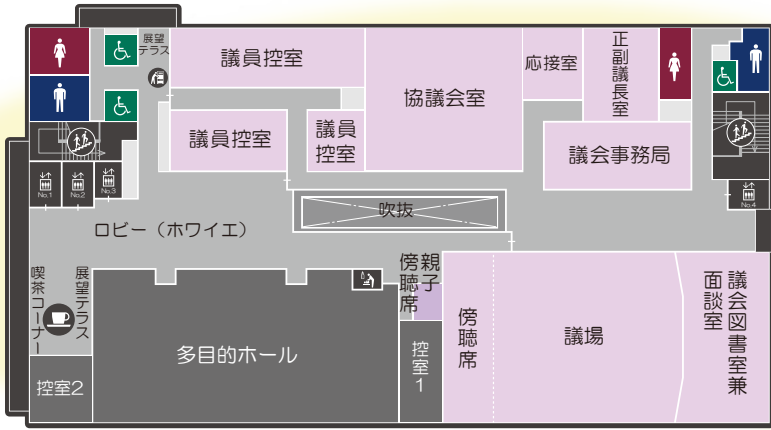 展望
テラス
議員控室
協議会室
応接室
正副議長室
議員控室
議員
控室
議会事務局
No.1
No.2
No.3
No.4
吹抜
ロビー（ホワイエ）
親子
傍聴席
展望テラス
喫茶コーナー
多目的ホール
控室1
控室2
傍聴席
議場
議会図書室兼
面談室